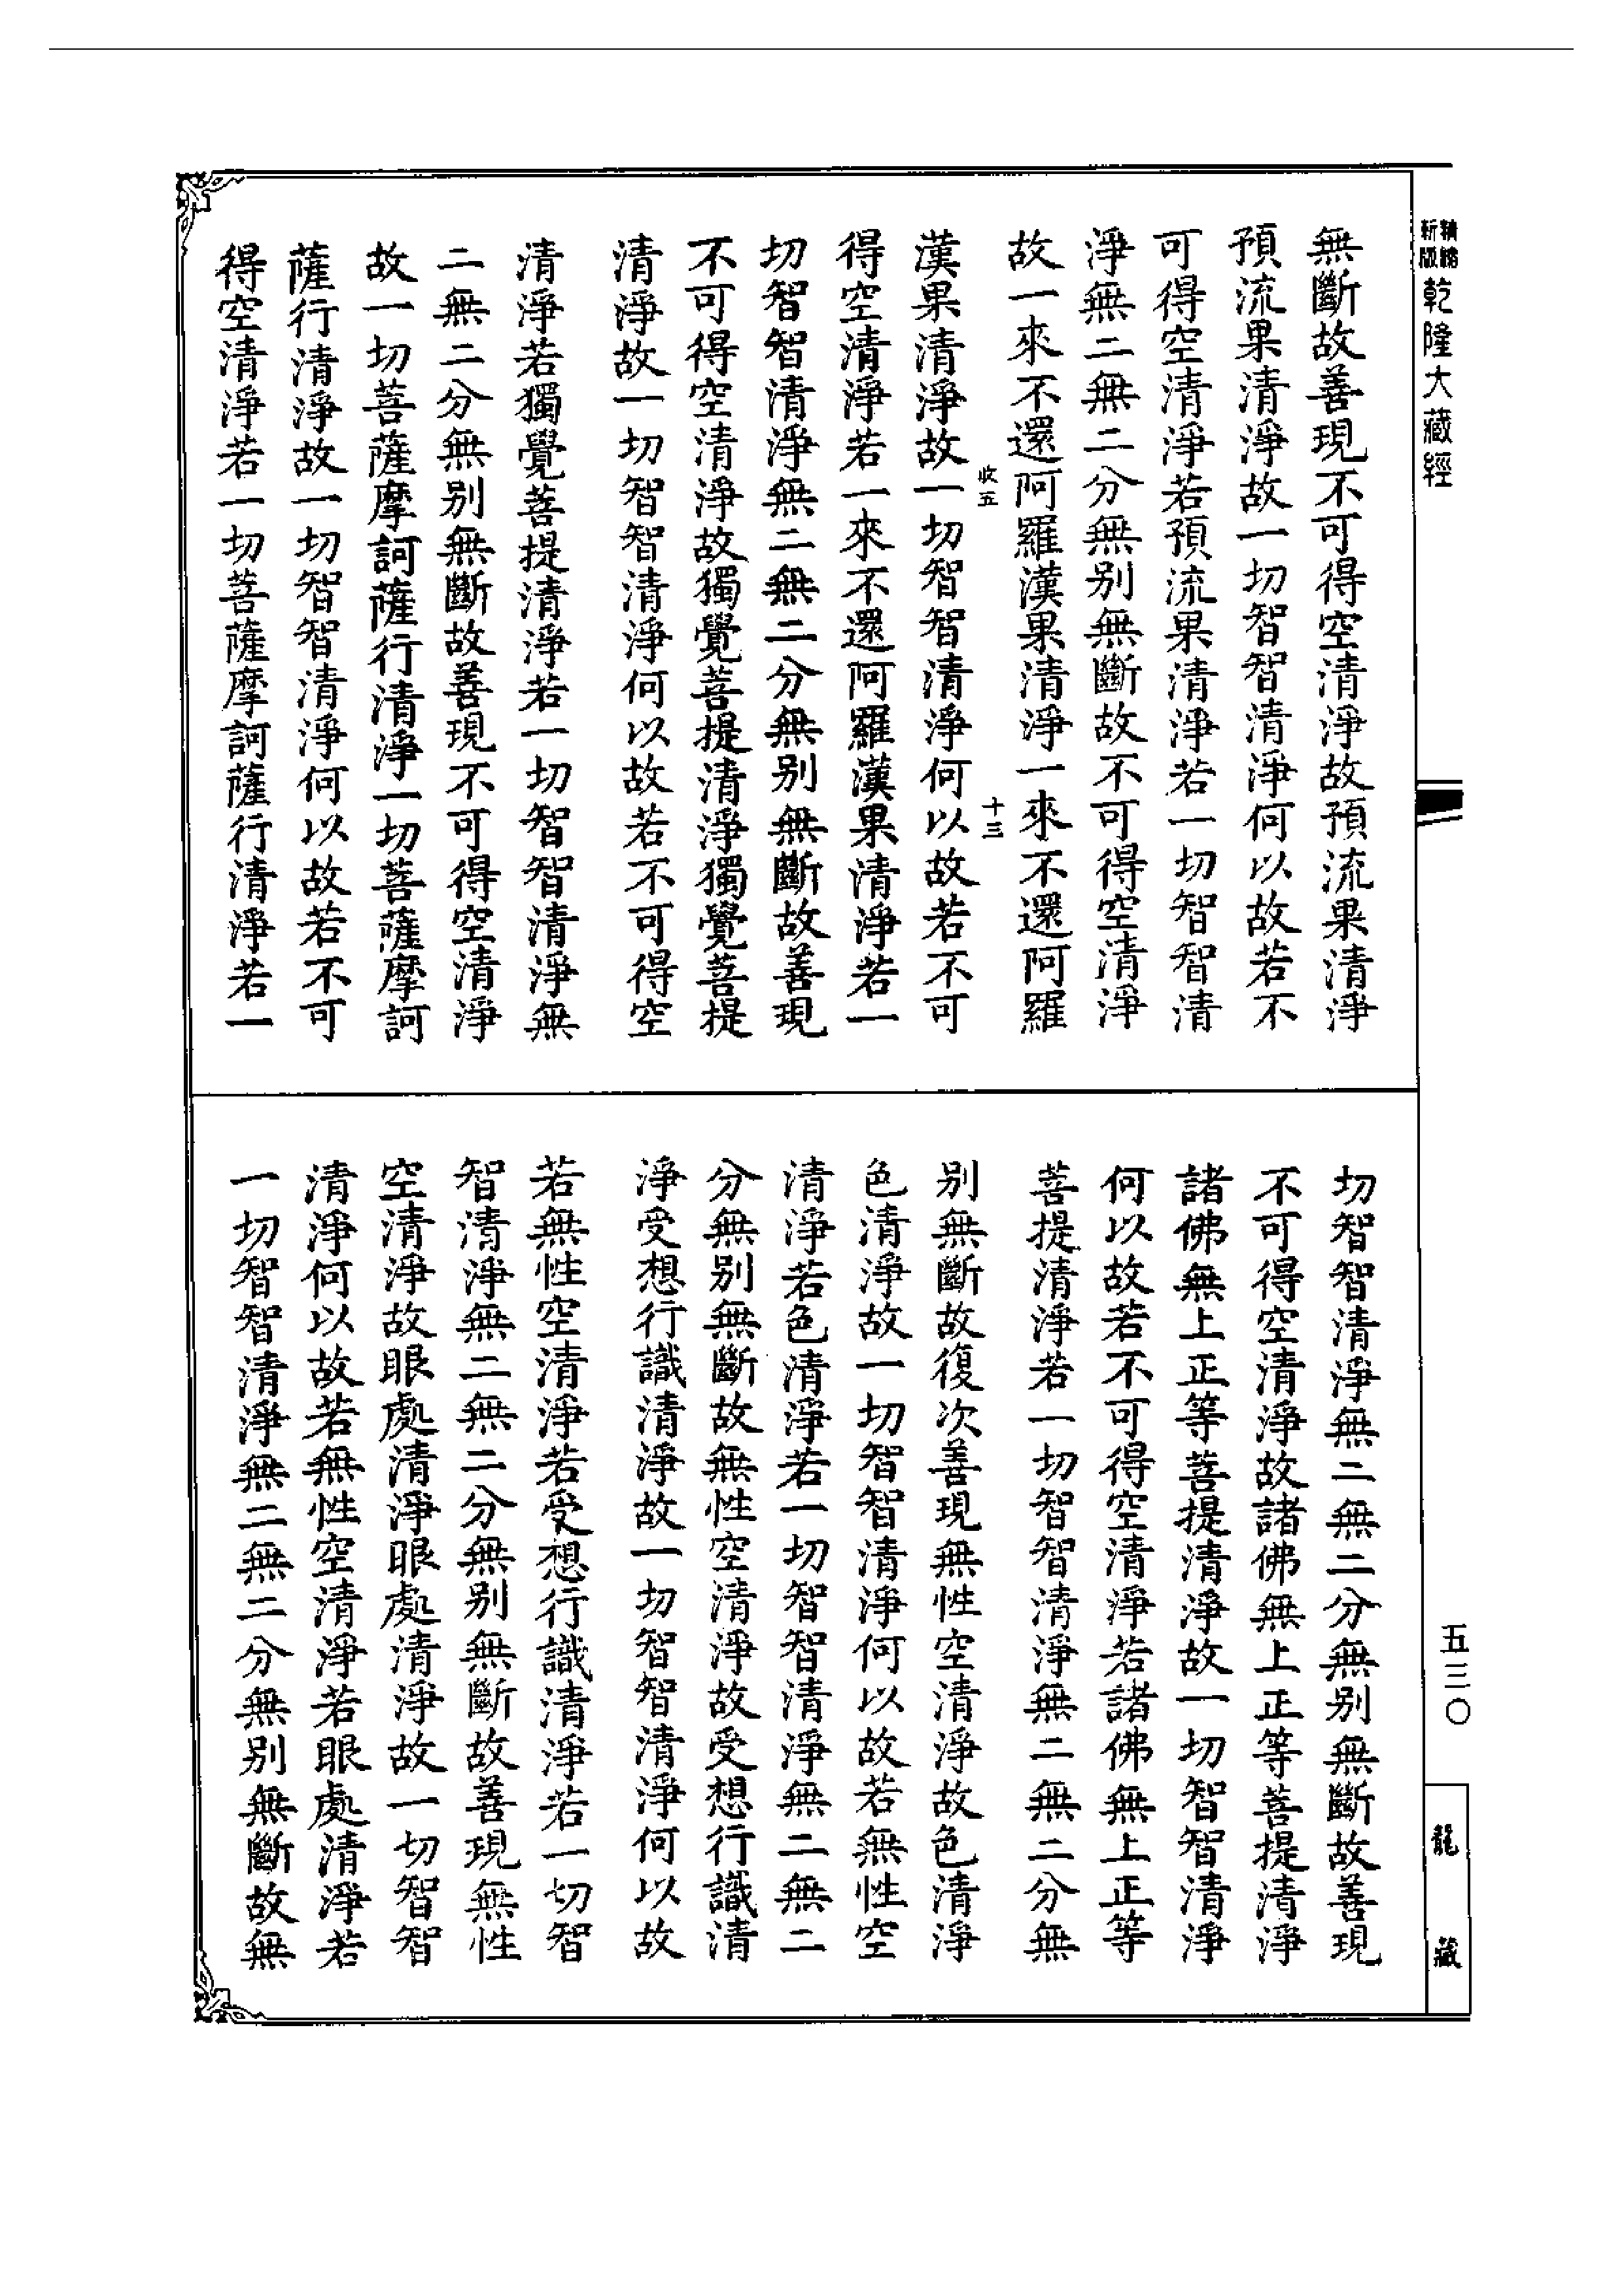 新版
精縮
乾隆大藏經
無斷故善現不可得空清淨故預流果清淨
預流果清淨故一切智智清淨何以故若不
可得空清淨若預流果清淨若一切智智清
淨無二無二分無別無斷故不可得空清淨
故一來不還阿羅漢果清淨一來不還阿羅
收五 十三
漢果清淨故一切智智清淨何以故若不可
得空清淨若一來不還阿羅漢果清淨若一
切智智清淨無二無二分無別無斷故善現
不可得空清淨故獨覺菩提清淨獨覺菩提
清淨故一切智智清淨何以故若不可得空
清淨若獨覺菩提清淨若一切智智清淨無
二無二分無別無斷故善現不可得空清淨
故一切菩薩摩訶薩行清淨一切菩薩摩訶
薩行清淨故一切智智清淨何以故若不可
得空清淨若一切菩薩摩訶薩行清淨若一
切智智清淨無二無二分無別無斷故善現
不可得空清淨故諸佛無上正等菩提清淨
諸佛無上正等菩提清淨故一切智智清淨
何以故若不可得空清淨若諸佛無上正等
菩提清淨若一切智智清淨無二無二分無
別無斷故復次善現無性空清淨故色清淨
色清淨故一切智智清淨何以故若無性空
清淨若色清淨若一切智智清淨無二無二
分無別無斷故無性空清淨故受想行識清
淨受想行識清淨故一切智智清淨何以故
若無性空清淨若受想行識清淨若一切智
智清淨無二無二分無別無斷故善現無性
空清淨故眼處清淨眼處清淨故一切智智
清淨何以故若無性空清淨若眼處清淨若
一切智智清淨無二無二分無別無斷故無
五三〇
龍藏